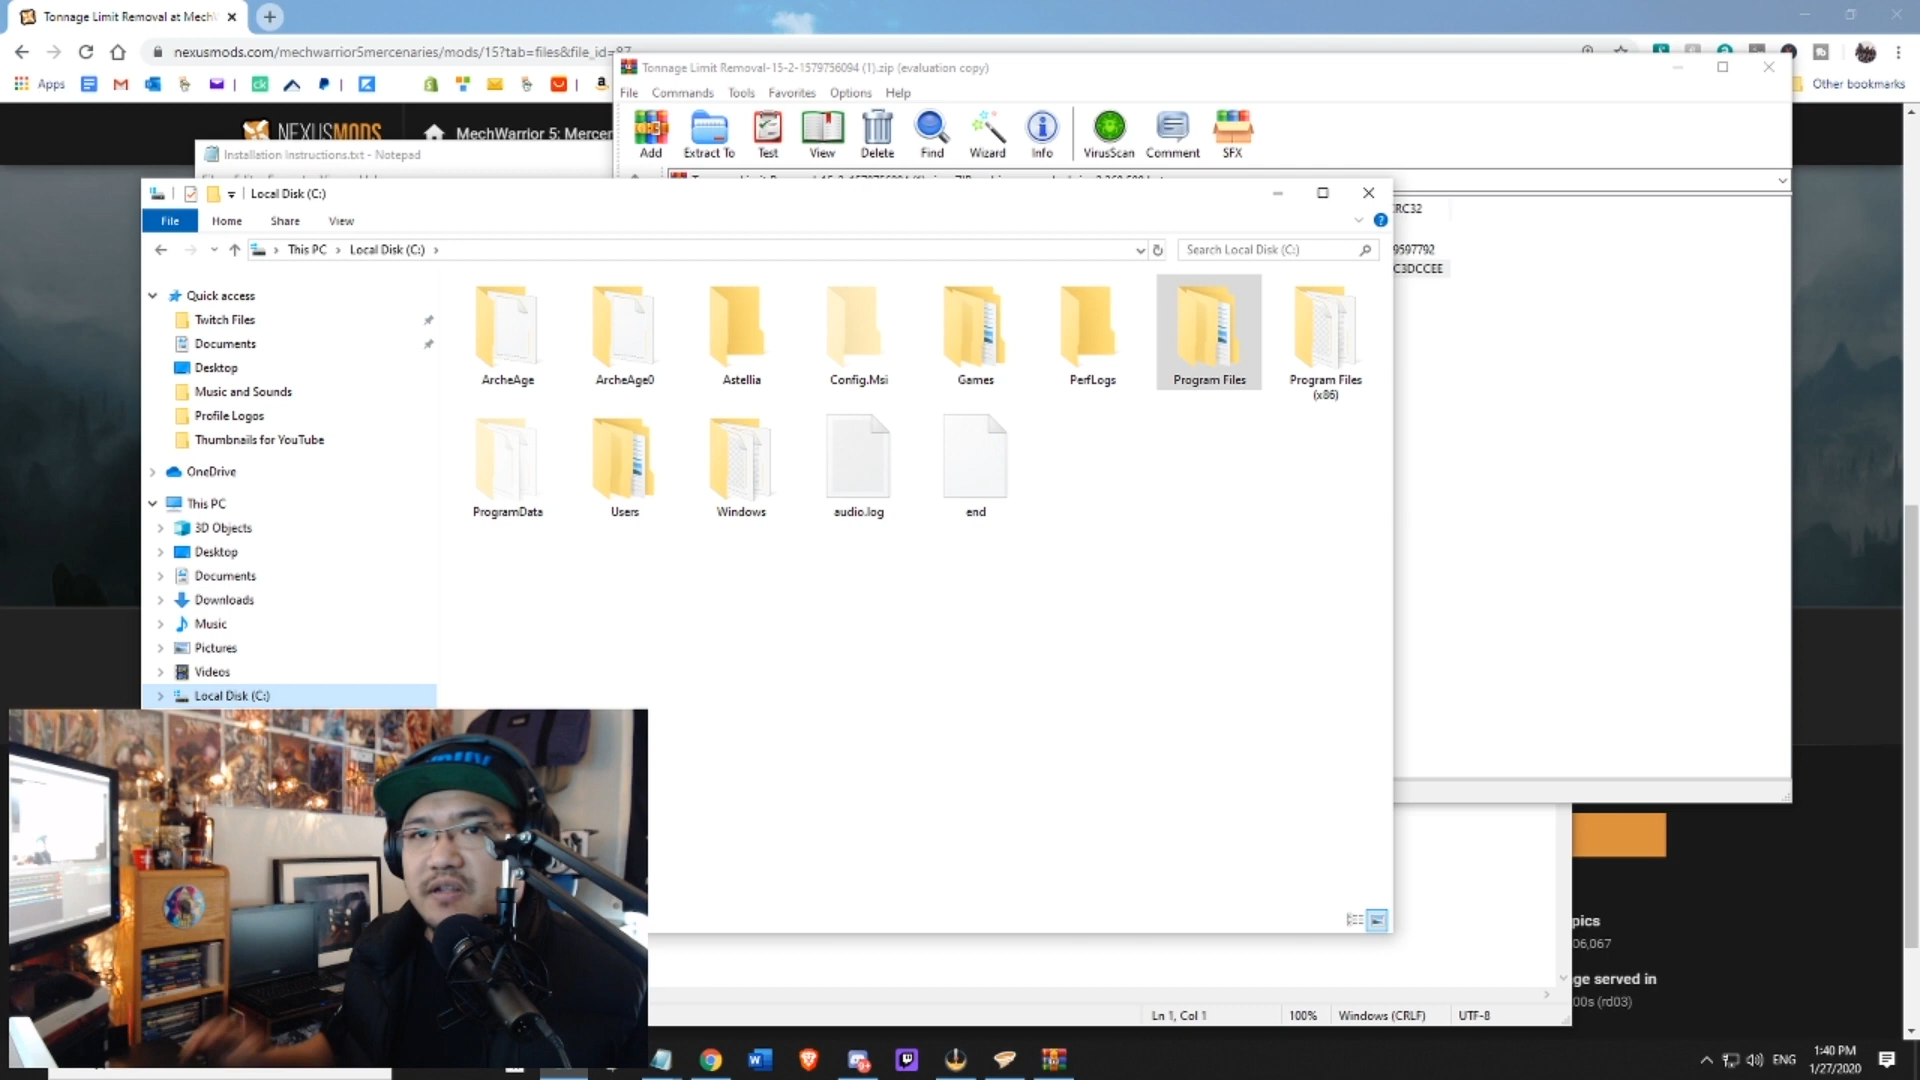 Tonnage Limit Removal at Mech
nexusmods.com/mechwarrior5mercenaries/mods/15?tab=files&file_id=87
Apps
Other bookmarks
NEXUSMODS
MechWarrior 5: Mercen
Tonnage Limit Removal-15-2-1579756094 (1).zip (evaluation copy)
File Commands Tools Favorites Options Help
Add Extract To Test View Delete Find Wizard Info VirusScan Comment SFX
Installation Instructions.txt - Notepad
RC32
9597792
C3DCCEE
Local Disk (C:)
File Home Share View
This PC Local Disk (C:)
Search Local Disk (C:)
Quick access
Twitch Files
Documents
Desktop
Music and Sounds
Profile Logos
Thumbnails for YouTube
OneDrive
This PC
3D Objects
Desktop
Documents
Downloads
Music
Pictures
Videos
Local Disk (C:)
ArcheAge ArcheAge0 Astellia Config.Msi Games PerfLogs Program Files Program Files
(x86)
ProgramData Users Windows audio.log end
pics
06,067
ge served in
00s (rd03)
Ln 1, Col 1 100% Windows (CRLF) UTF-8
ENG
1:40 PM
1/27/2020